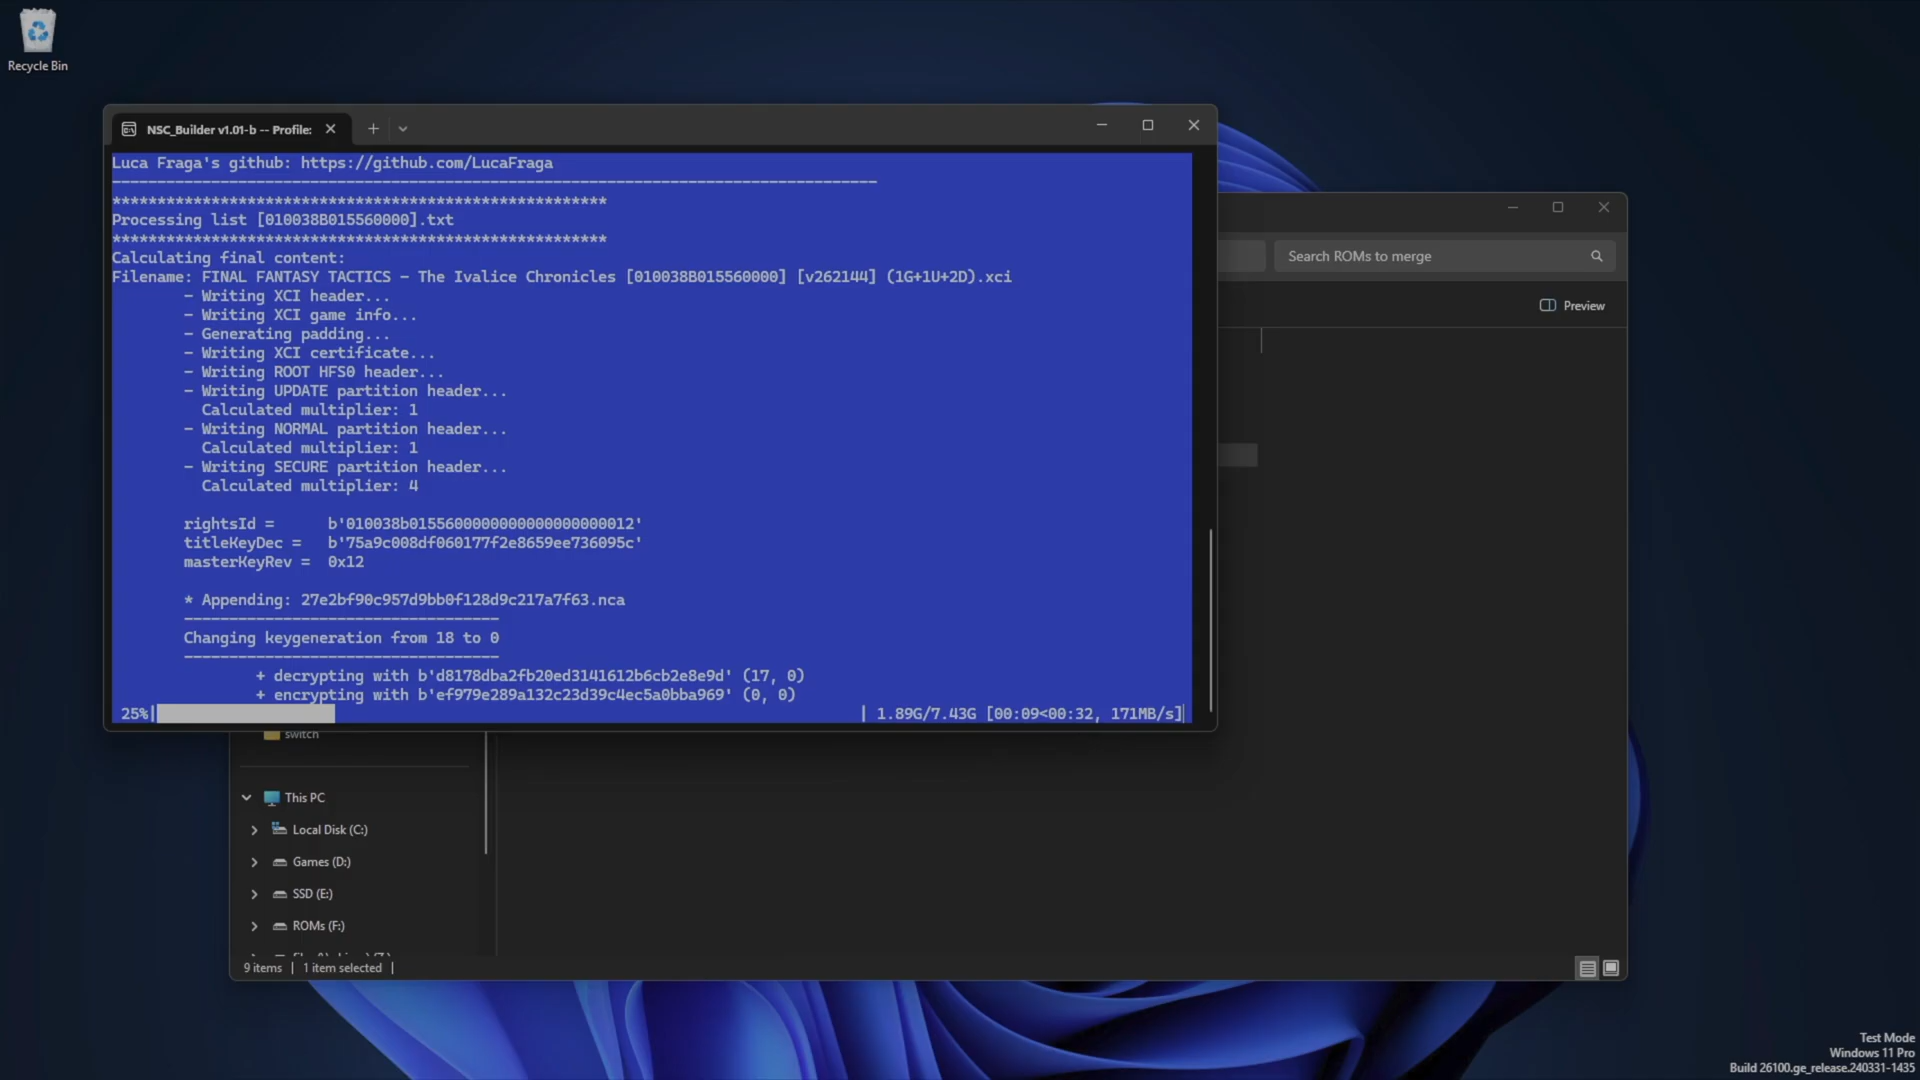 Recycle Bin
NSC_Builder v1.01-b -- Profile:
Luca Fraga's github: https://github.com/LucaFraga
-------------------------------------------------------------------------------------
*******************************************************
Processing list [010038B015560000].txt
*******************************************************
Calculating final content:
Filename: FINAL FANTASY TACTICS - The Ivalice Chronicles [010038B015560000] [v262144] (1G+1U+2D).xci
- Writing XCI header...
- Writing XCI game info...
- Generating padding...
- Writing XCI certificate...
- Writing ROOT HFS0 header...
- Writing UPDATE partition header...
Calculated multiplier: 1
- Writing NORMAL partition header...
Calculated multiplier: 1
- Writing SECURE partition header...
Calculated multiplier: 4
rightsId = b'010038b0155600000000000000000012'
titleKeyDec = b'75a9c008df060177f2e8659ee736095c'
masterKeyRev = 0x12
* Appending: 27e2bf90c957d9bb0f128d9c217a7f63.nca
-----------------------------------
Changing keygeneration from 18 to 0
-----------------------------------
+ decrypting with b'd8178dba2fb20ed3141612b6cb2e8e9d' (17, 0)
+ encrypting with b'ef979e289a132c23d39c4ec5a0bba969' (0, 0)
25%| | 1.89G/7.43G [00:09<00:32, 171MB/s]
Search ROMs to merge
Preview
switch
This PC
Local Disk (C:)
Games (D:)
SSD (E:)
ROMs (F:)
9 items | 1 item selected |
Test Mode
Windows 11 Pro
Build 26100.ge_release.240331-1435